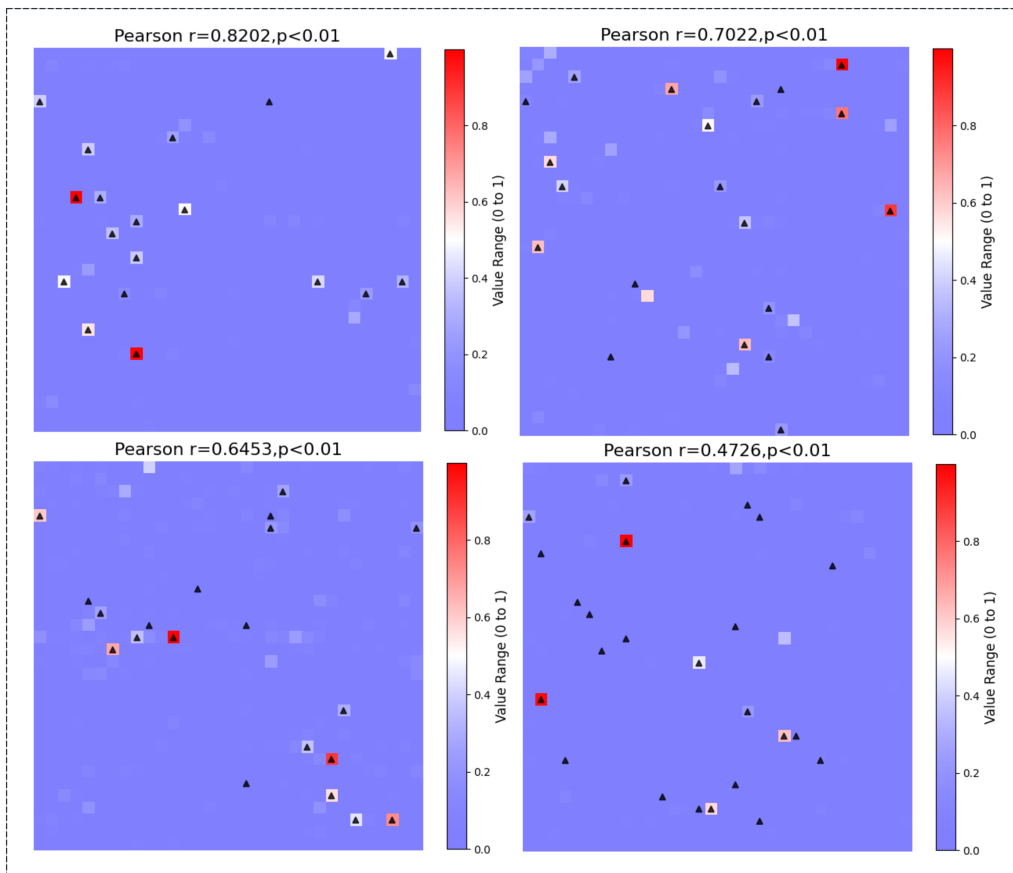 Pearson r=0.8202,p<0.01
0.8
0.6
0.4
0.2
0.0
Value Range (0 to 1)
Pearson r=0.7022,p<0.01
0.8
0.6
0.4
0.2
0.0
Value Range (0 to 1)
Pearson r=0.6453,p<0.01
0.8
0.6
0.4
0.2
0.0
Value Range (0 to 1)
Pearson r=0.4726,p<0.01
0.8
0.6
0.4
0.2
0.0
Value Range (0 to 1)